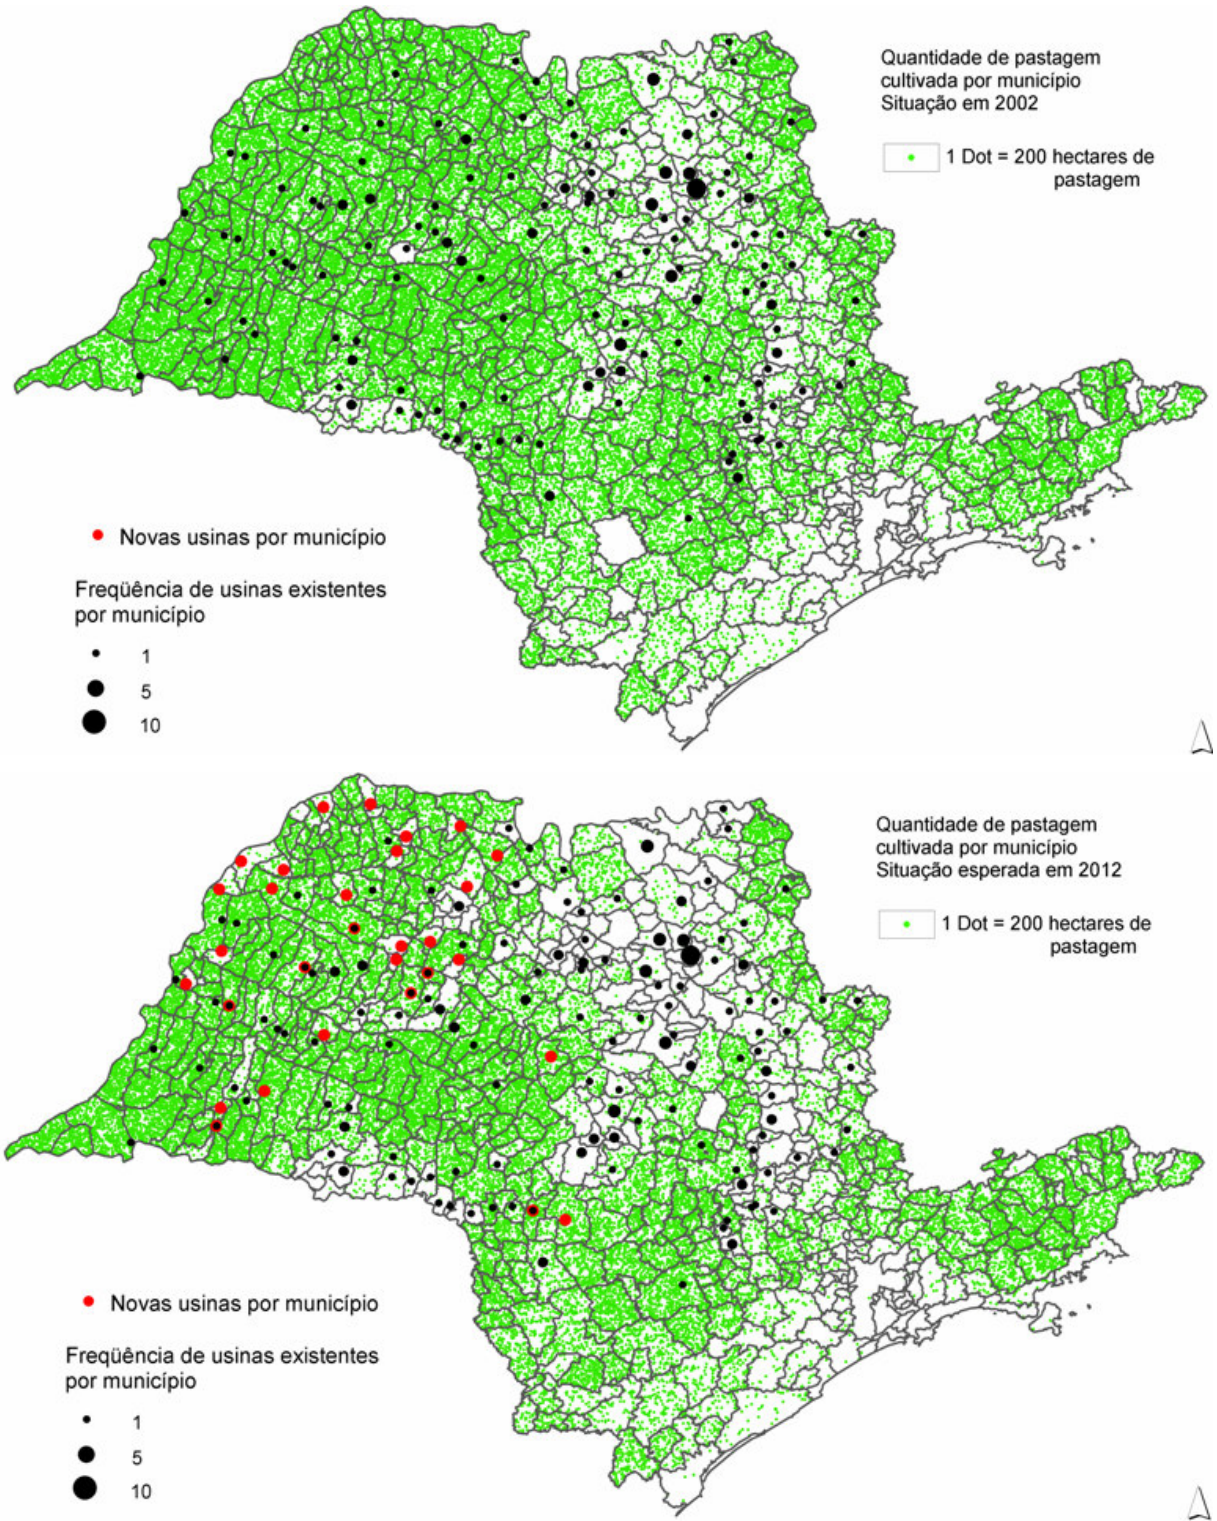 Quantidade de pastagem
cultivada por município
Situação em 2002
1 Dot = 200 hectares de
pastagem
Novas usinas por município
Freqüência de usinas existentes
por município
1
5
10
Quantidade de pastagem
cultivada por município
Situação esperada em 2012
1 Dot = 200 hectares de
pastagem
Novas usinas por município
Freqüência de usinas existentes
por município
1
5
10